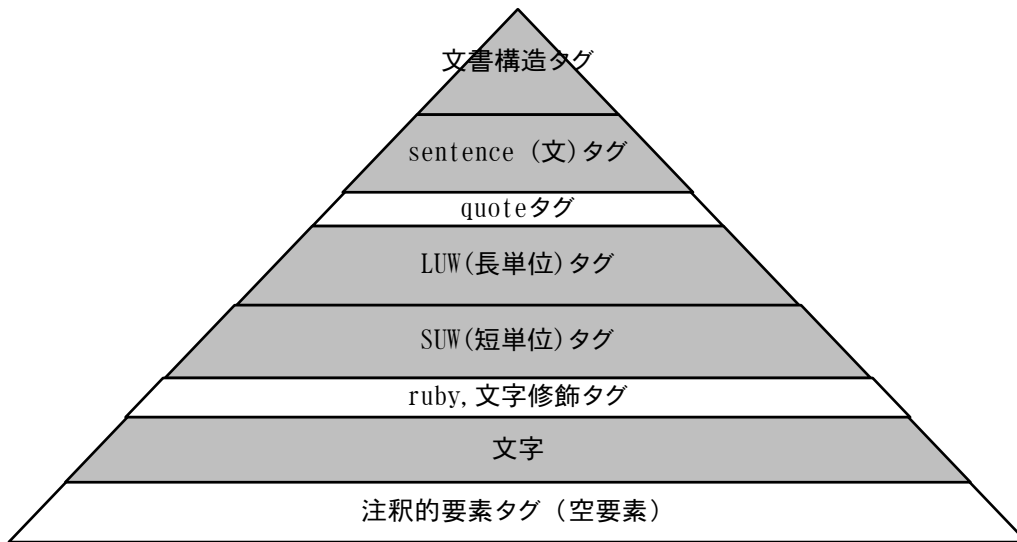 文書構造タグ
sentence (文)タグ
quoteタグ
LUW(長単位)タグ
SUW(短単位)タグ
ruby,文字修飾タグ
文字
注釈的要素タグ（空要素）